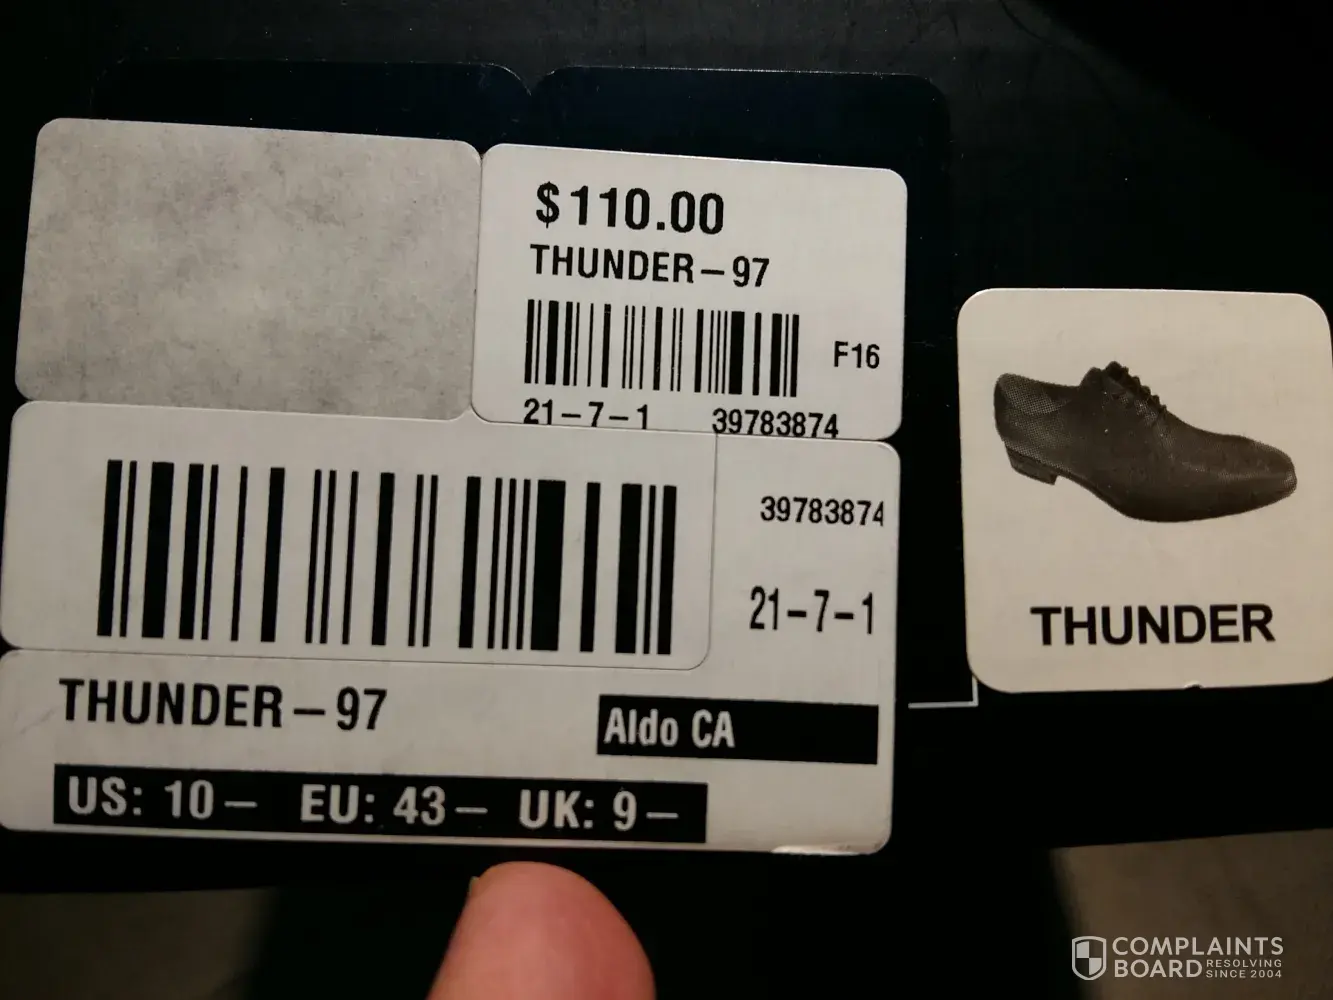 $110.00
THUNDER-97
F16
21-7-1 39783874
39783874
21-7-1
THUNDER-97
Aldo CA
US: 10- EU: 43- UK: 9-
THUNDER
COMPLAINTS
BOARD RESOLVING
SINCE 2004